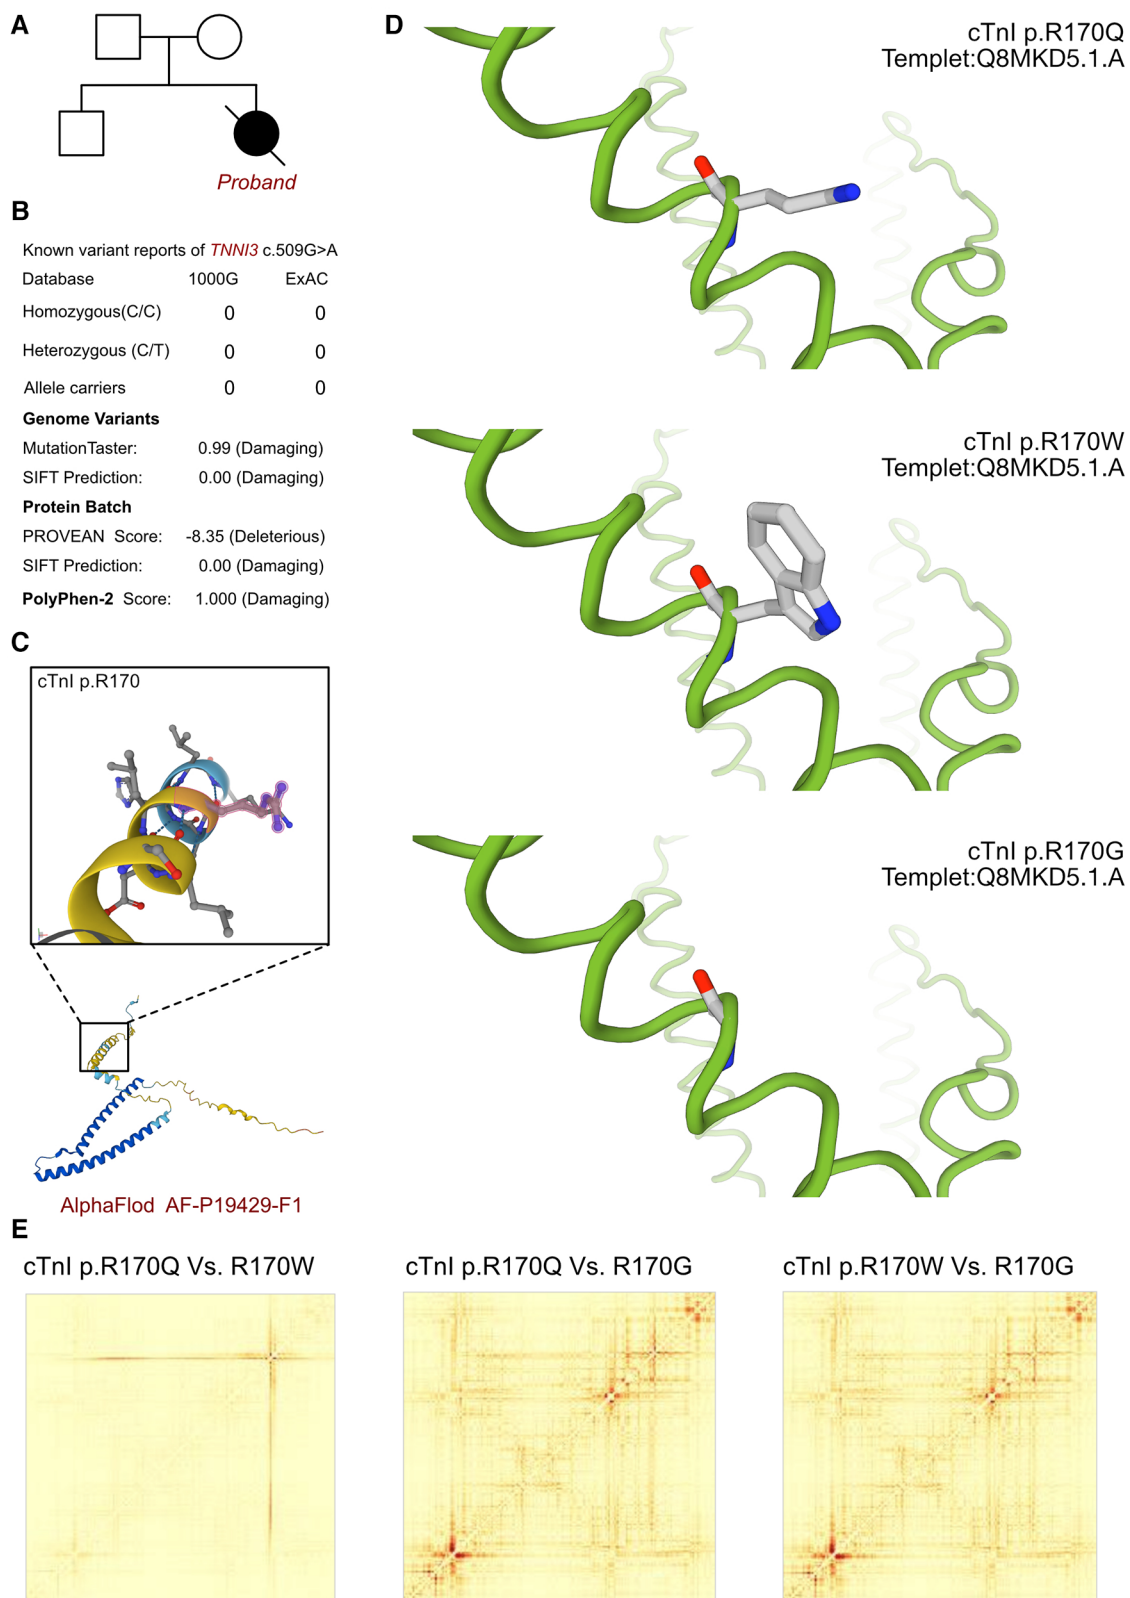 A
Proband
B
Known variant reports of TNNI3 c.509G>A
Database 1000G ExAC
Homozygous(C/C) 0 0
Heterozygous (C/T) 0 0
Allele carriers 0 0
Genome Variants
MutationTaster: 0.99 (Damaging)
SIFT Prediction: 0.00 (Damaging)
Protein Batch
PROVEAN Score: -8.35 (Deleterious)
SIFT Prediction: 0.00 (Damaging)
PolyPhen-2 Score: 1.000 (Damaging)
C
cTnI p.R170
AlphaFlod AF-P19429-F1
D
cTnI p.R170Q
Templet:Q8MKD5.1.A
cTnI p.R170W
Templet:Q8MKD5.1.A
cTnI p.R170G
Templet:Q8MKD5.1.A
E
cTnI p.R170Q Vs. R170W
cTnI p.R170Q Vs. R170G
cTnI p.R170W Vs. R170G